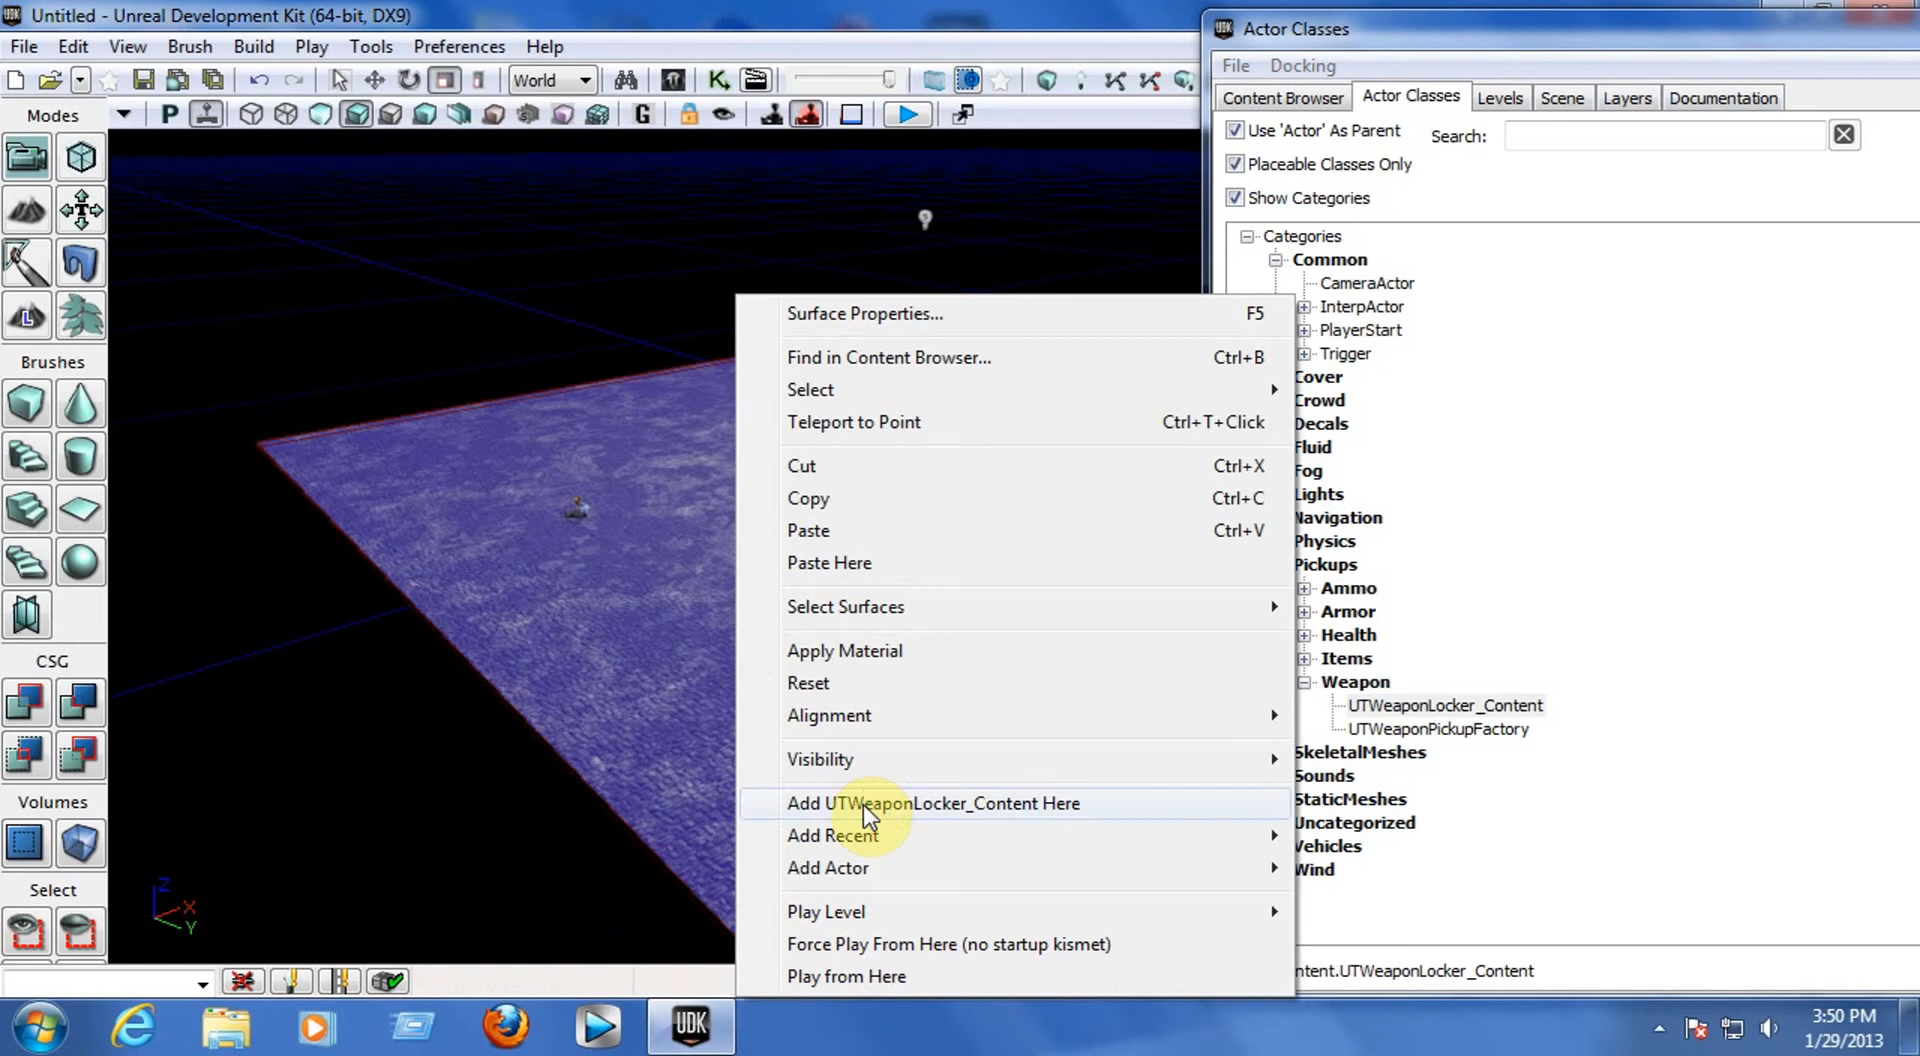 Untitled - Unreal Development Kit (64-bit, DX9)
File Edit View Brush Build Play Tools Preferences Help
World
Modes
P
G
L
Brushes
CSG
Volumes
Select
Z
X
Y
Surface Properties... F5
Find in Content Browser... Ctrl+B
Select
Teleport to Point Ctrl+T+Click
Cut Ctrl+X
Copy Ctrl+C
Paste Ctrl+V
Paste Here
Select Surfaces
Apply Material
Reset
Alignment
Visibility
Add UTWeaponLocker_Content Here
Add Recent
Add Actor
Play Level
Force Play From Here (no startup kismet)
Play from Here
Actor Classes
File Docking
Content Browser Actor Classes Levels Scene Layers Documentation
Use 'Actor' As Parent Search:
Placeable Classes Only
Show Categories
Categories
Common
CameraActor
InterpActor
PlayerStart
Trigger
Cover
Crowd
Decals
Fluid
Fog
Lights
Navigation
Physics
Pickups
Ammo
Armor
Health
Items
Weapon
UTWeaponLocker_Content
UTWeaponPickupFactory
SkeletalMeshes
Sounds
StaticMeshes
Uncategorized
Vehicles
Wind
ntent.UTWeaponLocker_Content
UDK
3:50 PM
1/29/2013